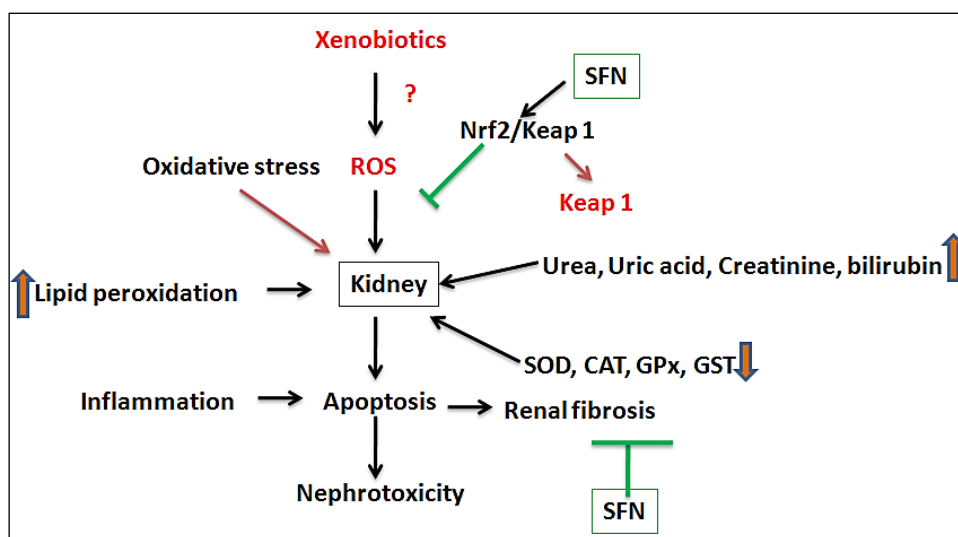 Xenobiotics
?
SFN
Nrf2/Keap 1
Oxidative stress
ROS
Keap 1
Urea, Uric acid, Creatinine, bilirubin
Lipid peroxidation
Kidney
SOD, CAT, GPx, GST
Inflammation
Apoptosis
Renal fibrosis
Nephrotoxicity
SFN